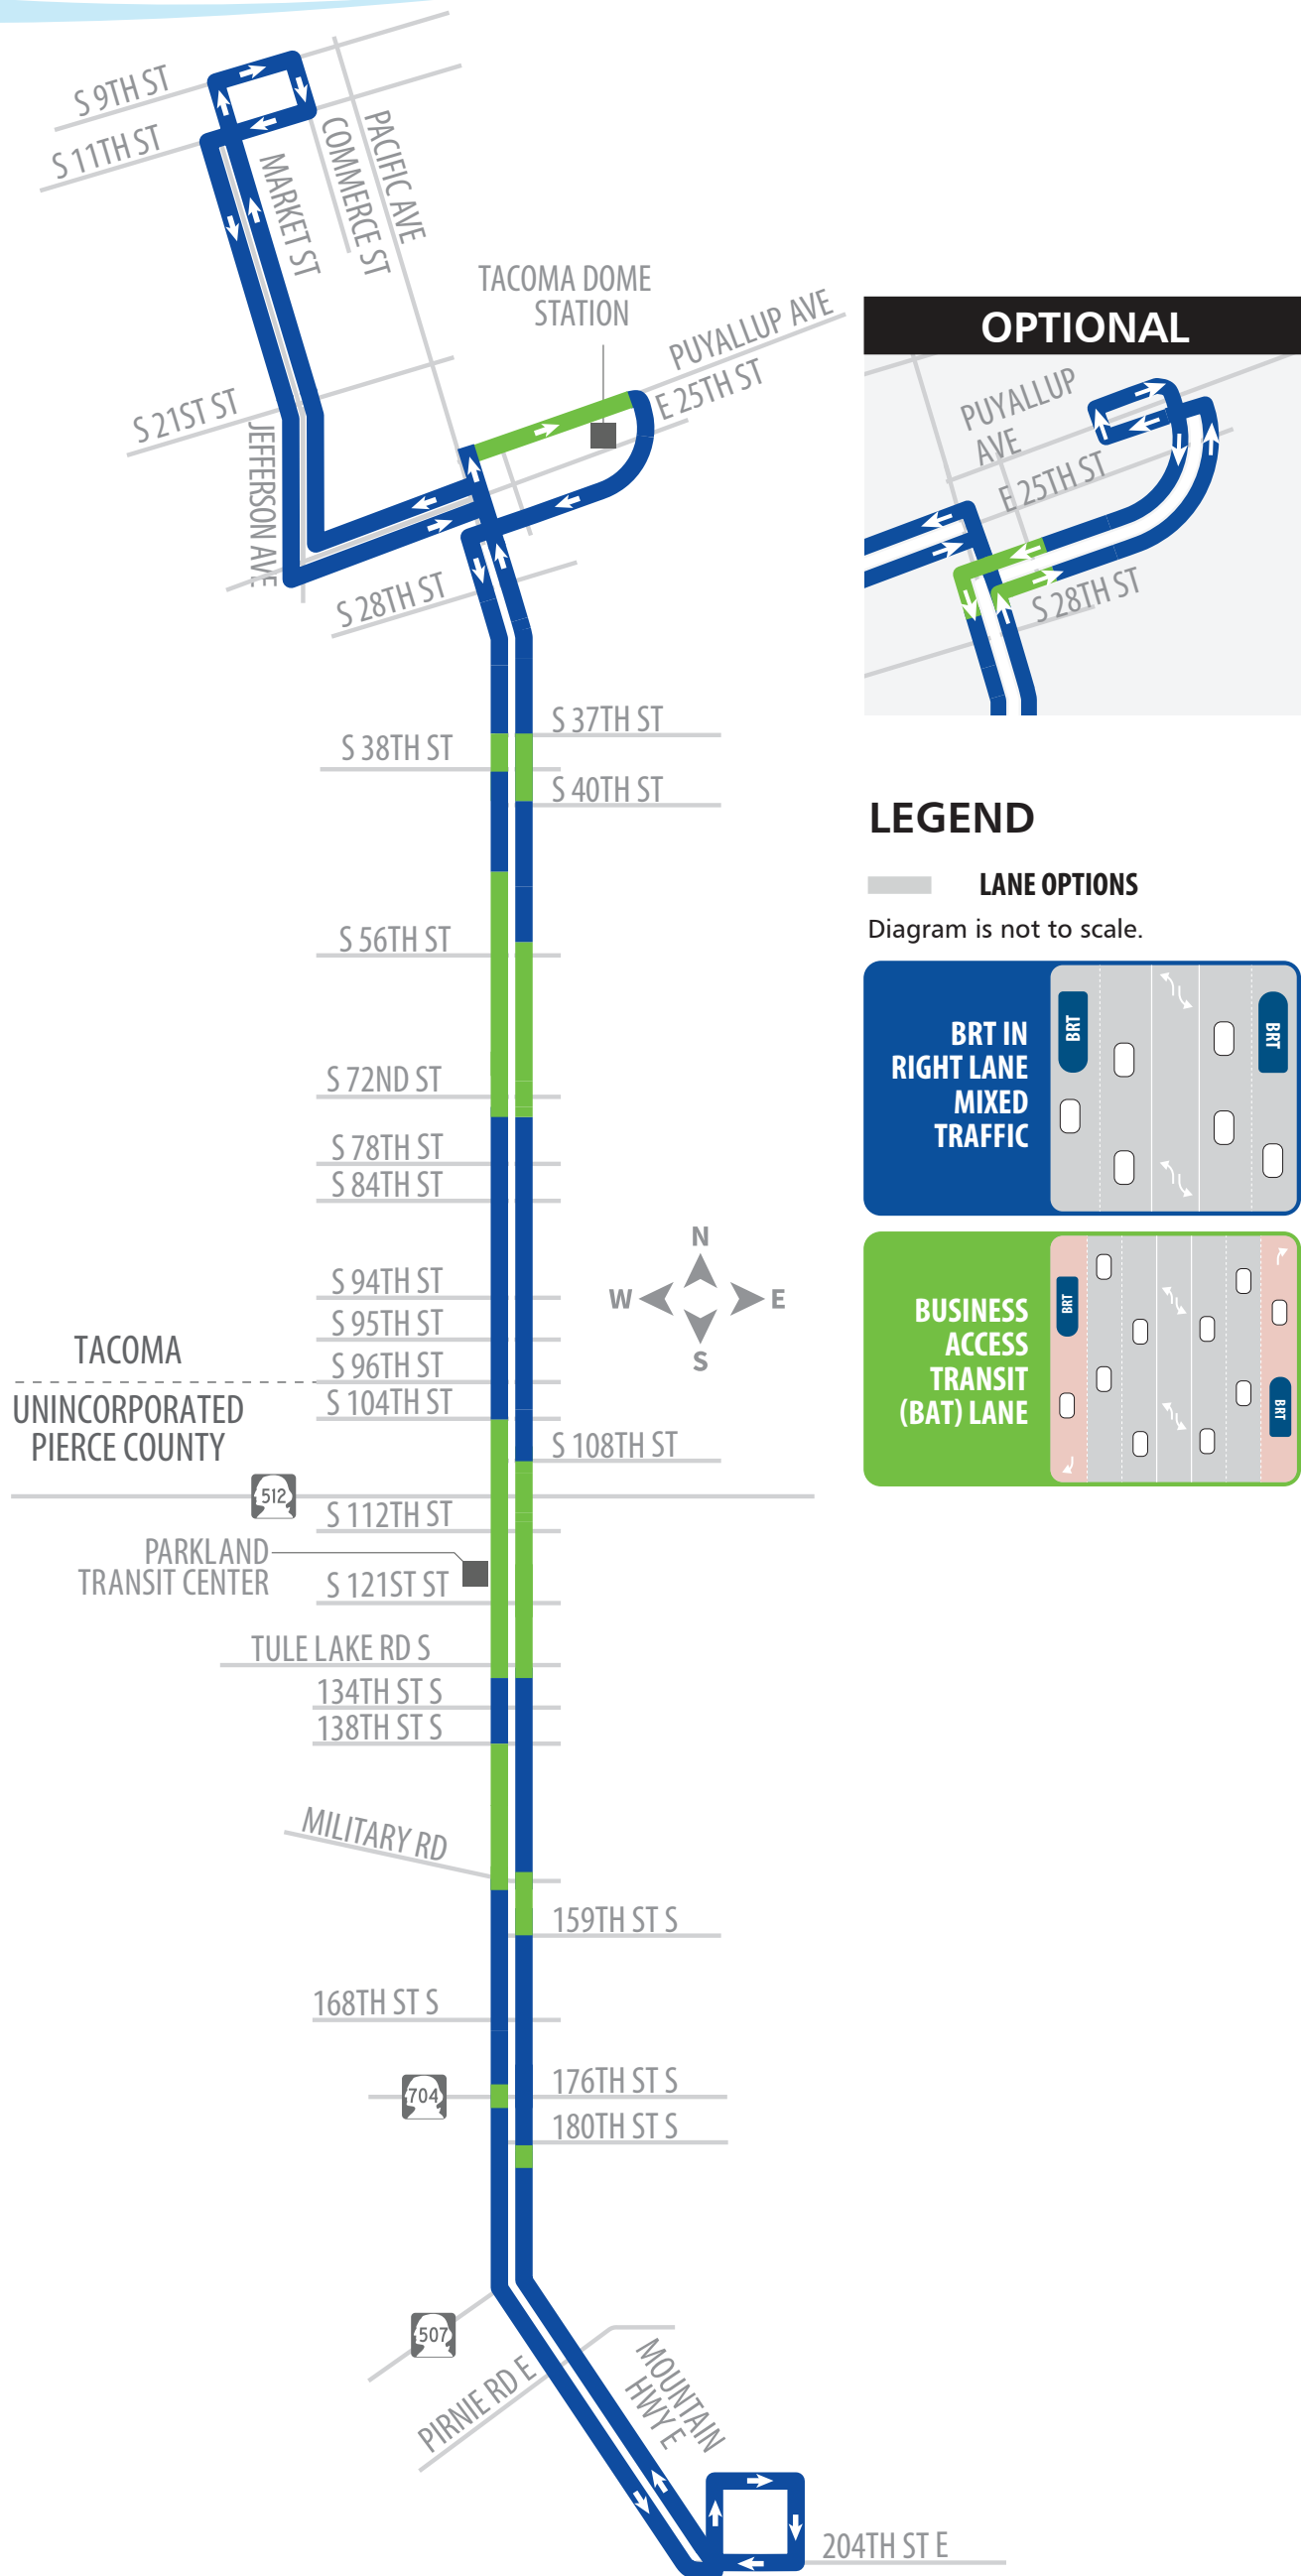 S 9TH ST
S 11TH ST
MARKET ST
COMMERCE ST
PACIFIC AVE
TACOMA DOME
STATION
PUYALLUP AVE
E 25TH ST
S 21ST ST
JEFFERSON AVE
S 28TH ST
OPTIONAL
PUYALLUP
AVE
E 25TH ST
S 28TH ST
S 37TH ST
S 38TH ST
S 40TH ST
LEGEND
LANE OPTIONS
Diagram is not to scale.
S 56TH ST
BRT IN
RIGHT LANE
MIXED
TRAFFIC
BRT
BRT
S 72ND ST
S 78TH ST
S 84TH ST
N
W
E
S
BUSINESS
ACCESS
TRANSIT
(BAT) LANE
BRT
BRT
S 94TH ST
S 95TH ST
TACOMA
S 96TH ST
UNINCORPORATED
PIERCE COUNTY
S 104TH ST
S 108TH ST
512
S 112TH ST
PARKLAND
TRANSIT CENTER
S 121ST ST
TULE LAKE RD S
134TH ST S
138TH ST S
MILITARY RD
159TH ST S
168TH ST S
176TH ST S
704
180TH ST S
507
PIRNIE RD E
MOUNTAIN
HWY E
204TH ST E